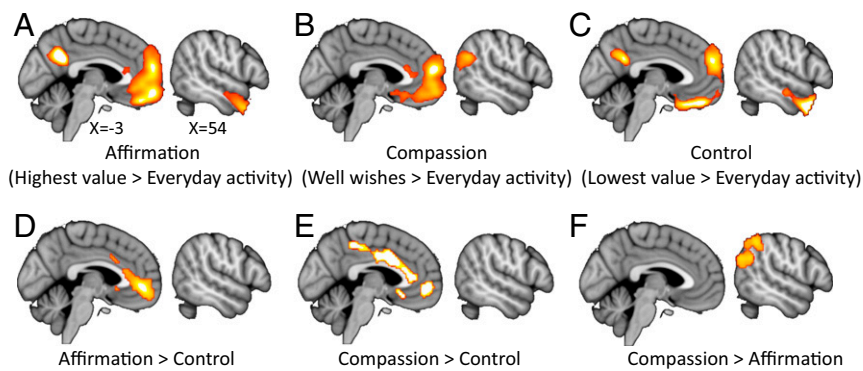 A
B
C
X=-3
X=54
Affirmation
(Highest value > Everyday activity)
Compassion
(Well wishes > Everyday activity)
Control
(Lowest value > Everyday activity)
D
E
F
Affirmation > Control
Compassion > Control
Compassion > Affirmation